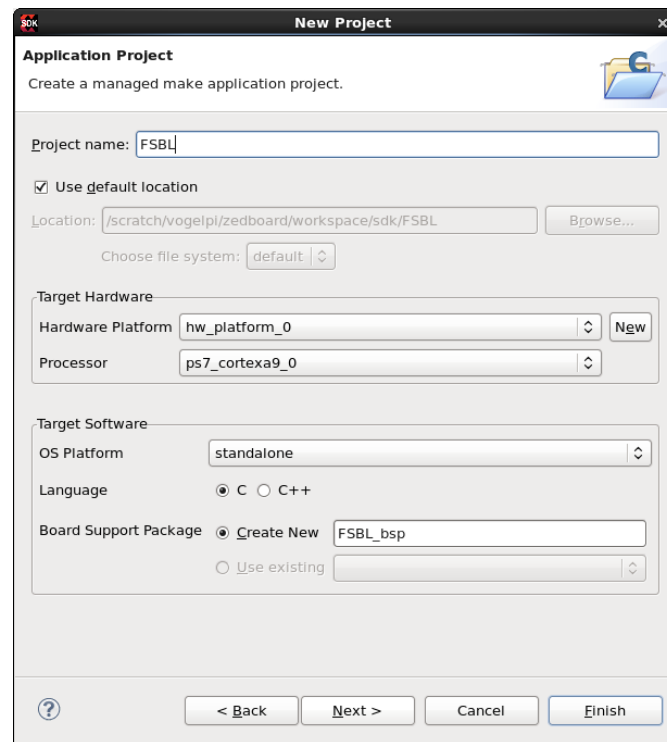 SDK New Project ×
Application Project
Create a managed make application project.
Project name: FSBL
Use default location
Location: /scratch/vogelpi/zedboard/workspace/sdk/FSBL Browse...
Choose file system: default
Target Hardware
Hardware Platform hw_platform_0 New
Processor ps7_cortexa9_0
Target Software
OS Platform standalone
Language C C++
Board Support Package Create New FSBL_bsp
Use existing
? < Back Next > Cancel Finish